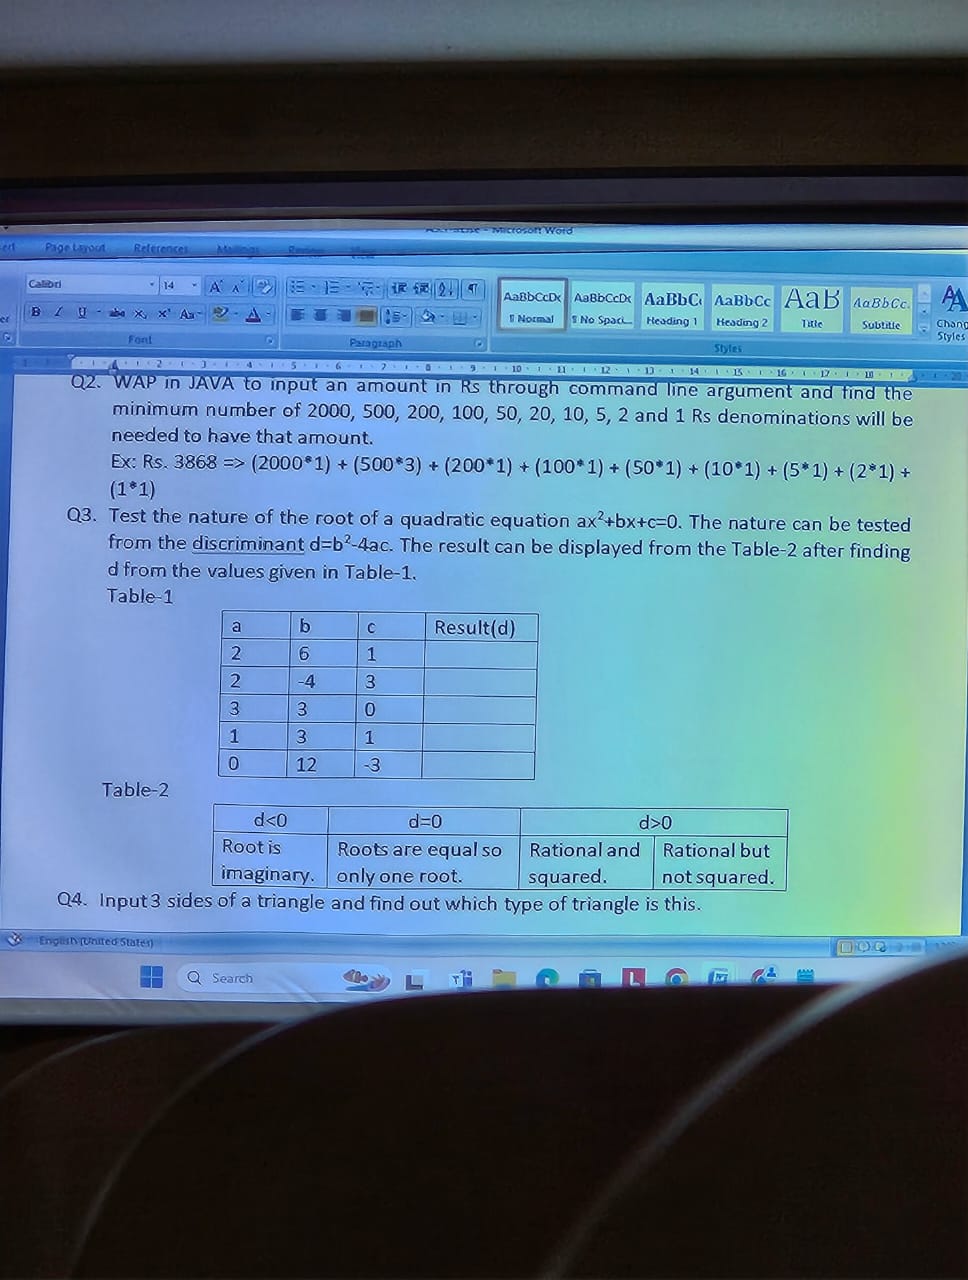 Microsoft Word
Page Layout References
Calibri 14
Font Paragraph Styles
AaBbCcDc AaBbCcDc AaBbC AaBbCc AaB AaBbCc.
¶ Normal ¶ No Spaci... Heading 1 Heading 2 Title Subtitle
Styles
Q2. WAP in JAVA to input an amount in Rs through command line argument and find the
minimum number of 2000, 500, 200, 100, 50, 20, 10, 5, 2 and 1 Rs denominations will be
needed to have that amount.
Ex: Rs. 3868 => (2000*1) + (500*3) + (200*1) + (100*1) + (50*1) + (10*1) + (5*1) + (2*1) +
(1*1)
Q3. Test the nature of the root of a quadratic equation ax²+bx+c=0. The nature can be tested
from the discriminant d=b²-4ac. The result can be displayed from the Table-2 after finding
d from the values given in Table-1.
Table-1
a b c Result(d)
2 6 1
2 -4 3
3 3 0
1 3 1
0 12 -3
Table-2
d<0 d=0 d>0
Root is Roots are equal so Rational and Rational but
imaginary. only one root. squared. not squared.
Q4. Input 3 sides of a triangle and find out which type of triangle is this.
English (United States)
Search